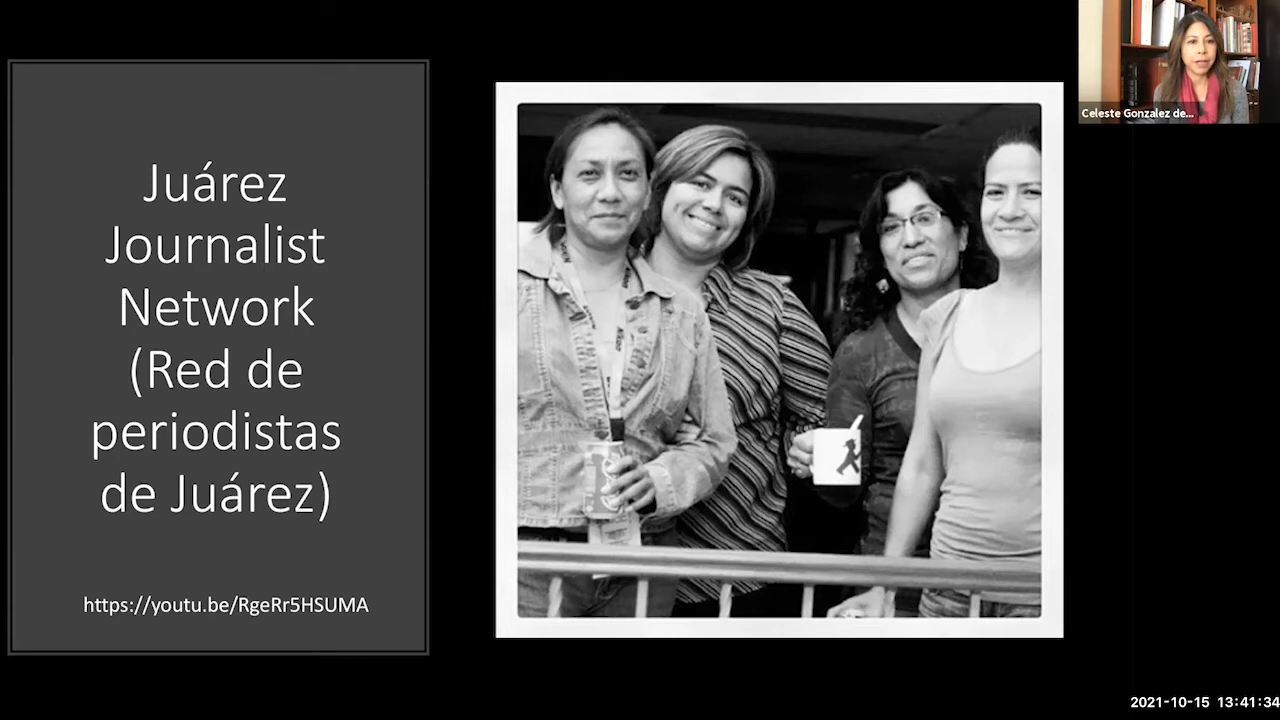 Juárez
Journalist
Network
(Red de
periodistas
de Juárez)
https://youtu.be/RgeRr5HSUMA
Celeste Gonzalez de...
2021-10-15 13:41:34